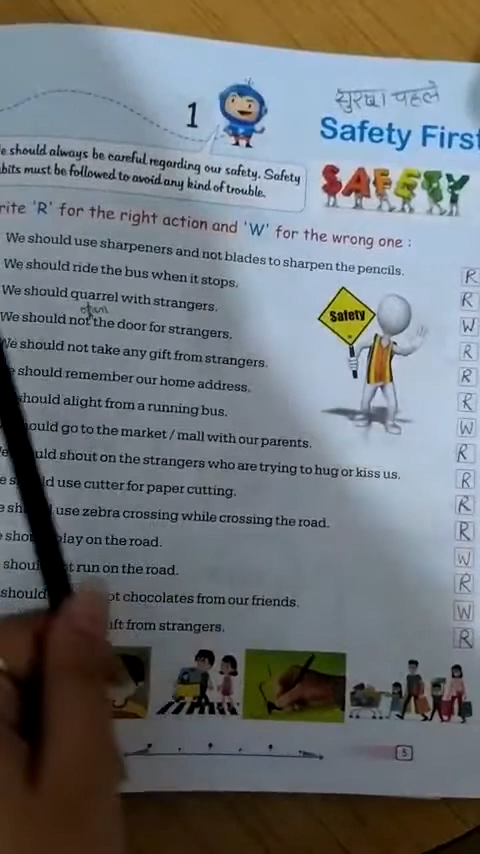 सुरक्षा पहले
1
Safety First
e should always be careful regarding our safety. Safety
bits must be followed to avoid any kind of trouble.
SAFETY
rite 'R' for the right action and 'W' for the wrong one :
We should use sharpeners and not blades to sharpen the pencils. R
We should ride the bus when it stops. R
We should quarrel with strangers. W
open
We should not the door for strangers. R
We should not take any gift from strangers. R
e should remember our home address. R
should alight from a running bus. W
ould go to the market / mall with our parents. R
uld shout on the strangers who are trying to hug or kiss us. R
d use cutter for paper cutting. R
use zebra crossing while crossing the road. R
play on the road. W
run on the road. R
should chocolates from our friends. W
from strangers. R
Safety
5